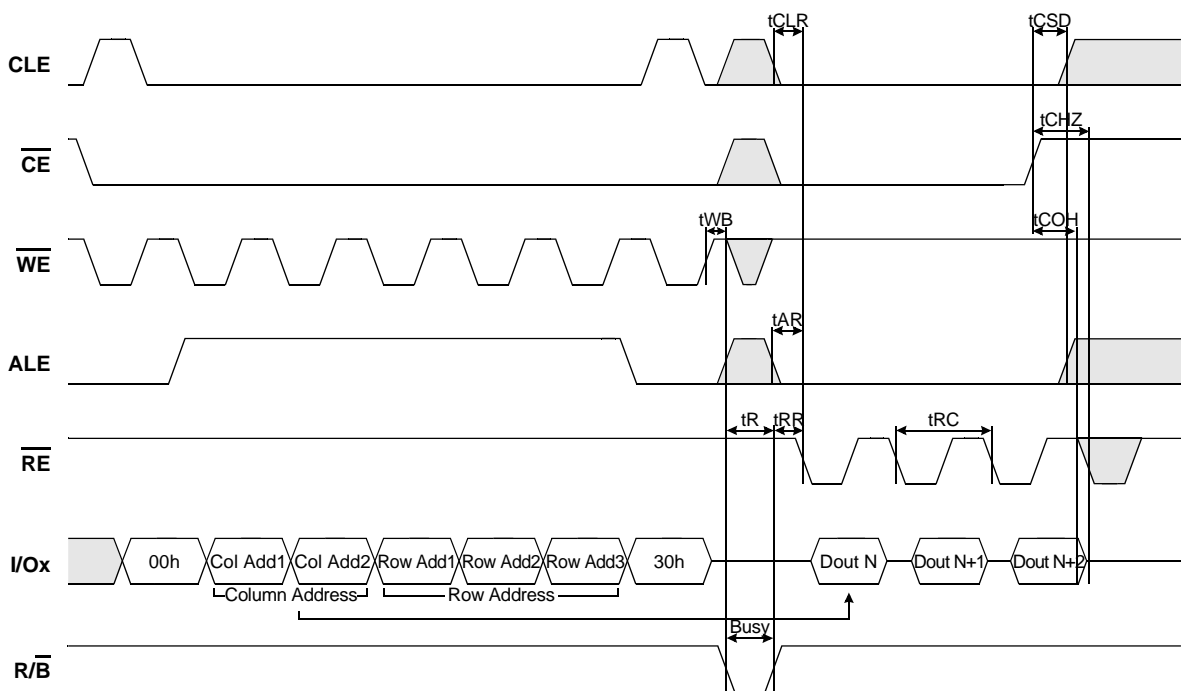 tCLR tCSD
CLE
tCHZ
CE
tWB tCOH
WE
tAR
ALE
tR tRR tRC
RE
I/Ox 00h Col Add1 Col Add2 Row Add1 Row Add2 Row Add3 30h Dout N Dout N+1 Dout N+2
Column Address Row Address
Busy
R/B